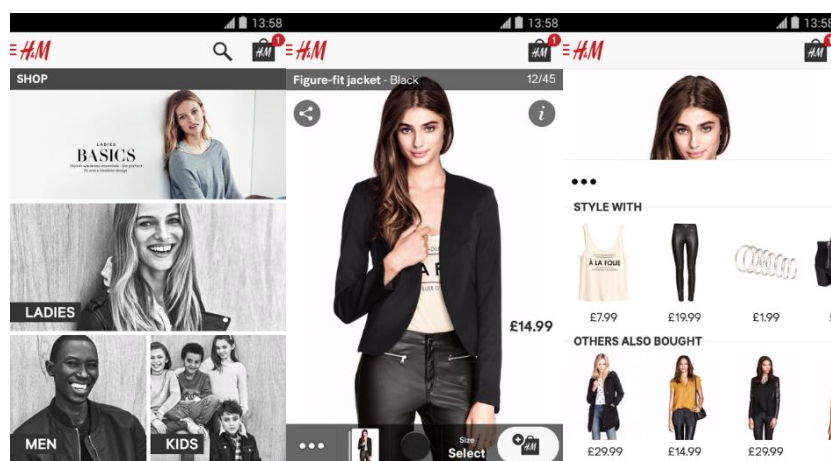 13:58
H&M
H&M
1
SHOP
LADIES
BASICS
LADIES
MEN
KIDS
13:58
H&M
H&M
1
Figure-fit jacket - Black
12/45
i
£14.99
Size
Select
H&M
13:58
H&M
H&M
STYLE WITH
À LA FOLIE
£7.99
£19.99
£1.99
OTHERS ALSO BOUGHT
£29.99
£14.99
£29.99